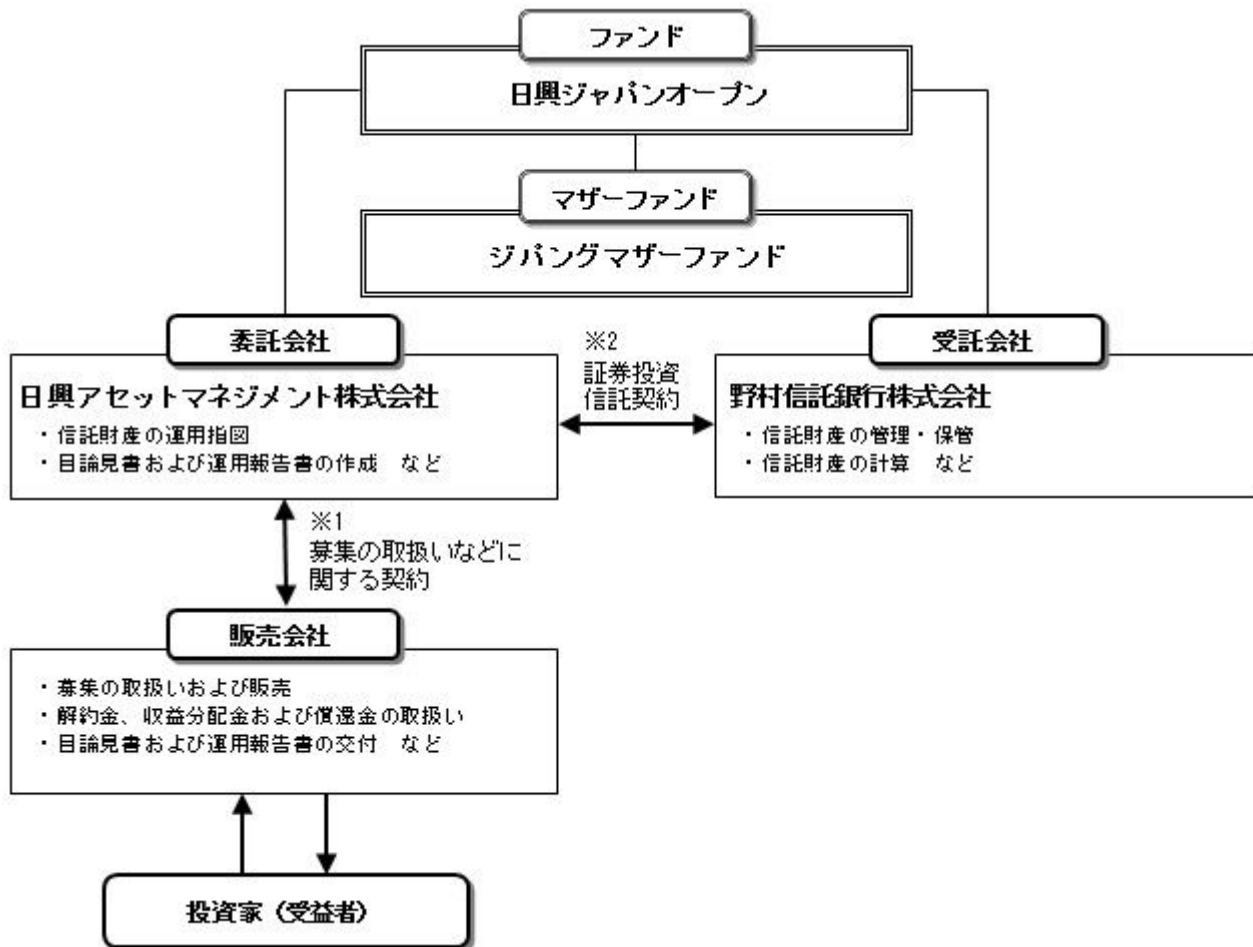 ファンド
日興ジャパンオープン
マザーファンド
ジパングマザーファンド
委託会社
日興アセットマネジメント株式会社
・信託財産の運用指図
・目論見書および運用報告書の作成　など
※2
証券投資
信託契約
受託会社
野村信託銀行株式会社
・信託財産の管理・保管
・信託財産の計算　など
※1
募集の取扱いなどに
関する契約
販売会社
・募集の取扱いおよび販売
・解約金、収益分配金および償還金の取扱い
・目論見書および運用報告書の交付　など
投資家（受益者）